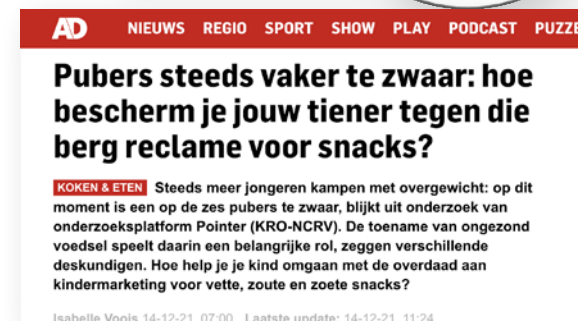 AD NIEUWS REGIO SPORT SHOW PLAY PODCAST PUZZE
Pubers steeds vaker te zwaar: hoe
bescherm je jouw tiener tegen die
berg reclame voor snacks?
KOKEN & ETEN Steeds meer jongeren kampen met overgewicht: op dit
moment is een op de zes pubers te zwaar, blijkt uit onderzoek van
onderzoeksplatform Pointer (KRO-NCRV). De toename van ongezond
voedsel speelt daarin een belangrijke rol, zeggen verschillende
deskundigen. Hoe help je je kind omgaan met de overdaad aan
kindermarketing voor vette, zoute en zoete snacks?
Isabelle Voois 14-12-21, 07:00 Laatste update: 14-12-21, 11:24